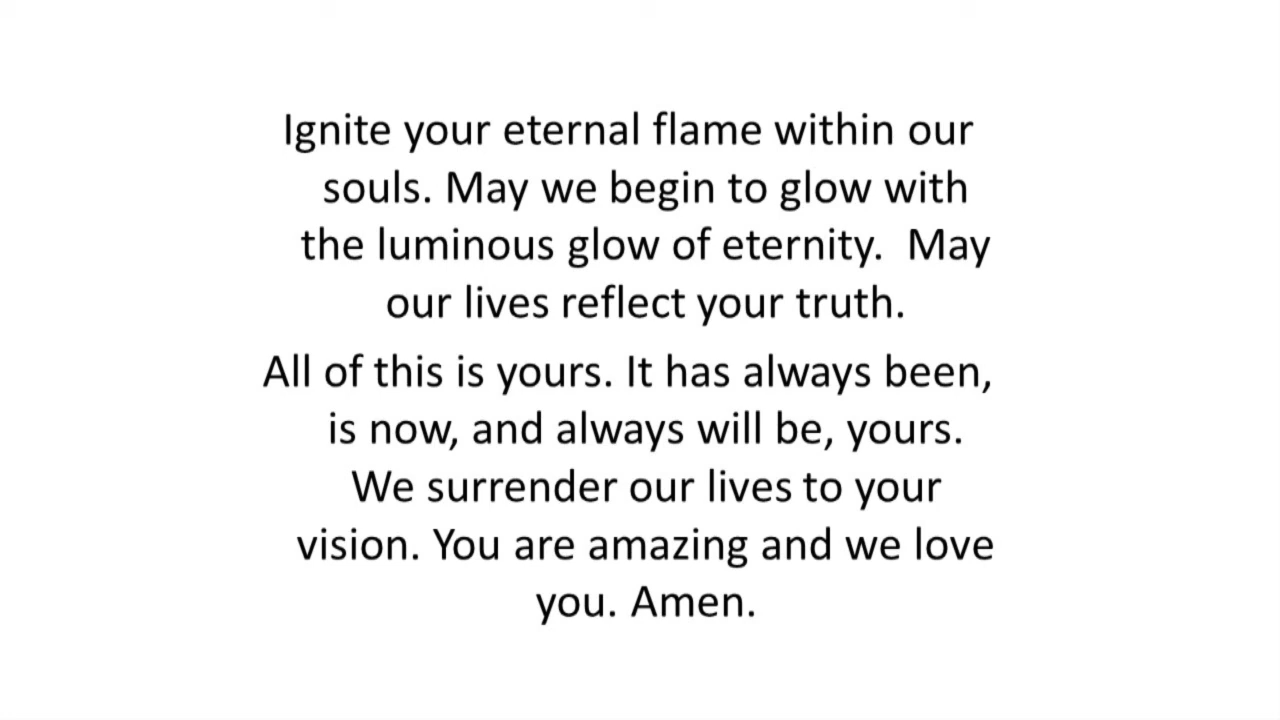 Ignite your eternal flame within our
souls. May we begin to glow with
the luminous glow of eternity.  May
our lives reflect your truth.
All of this is yours. It has always been,
is now, and always will be, yours.
We surrender our lives to your
vision. You are amazing and we love
you. Amen.